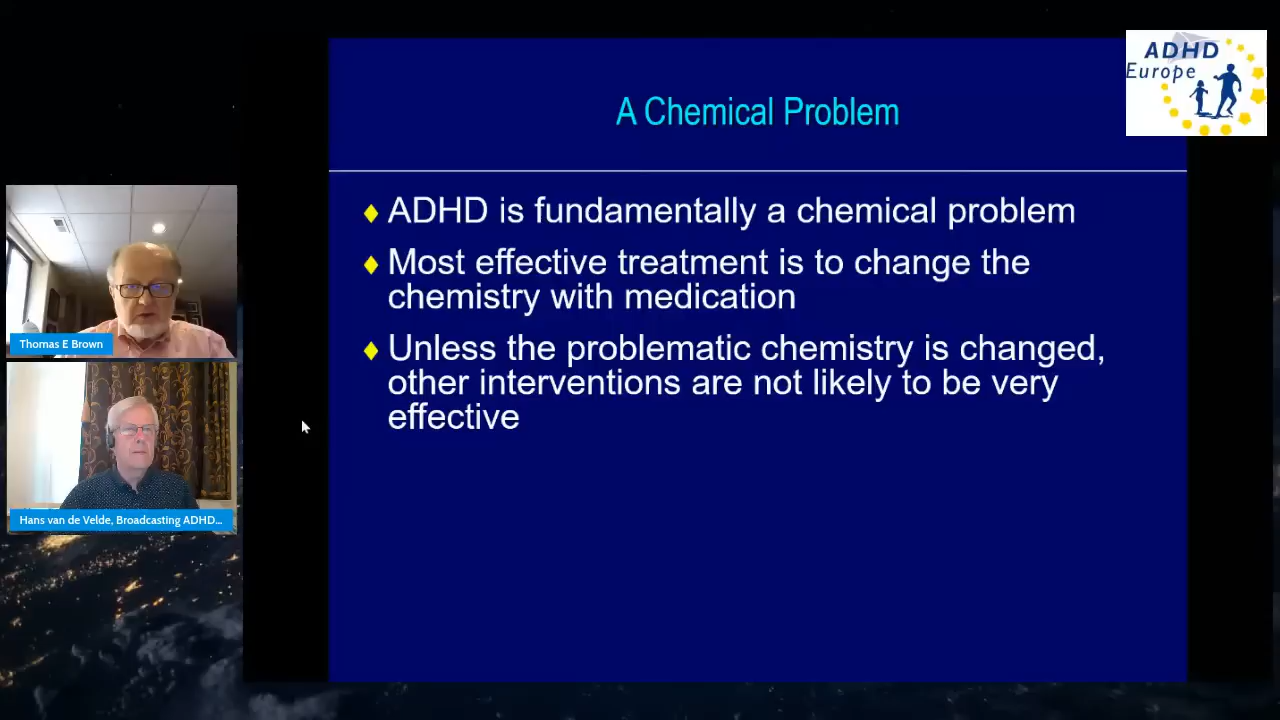 ADHD
Europe
A Chemical Problem
ADHD is fundamentally a chemical problem
Most effective treatment is to change the
chemistry with medication
Unless the problematic chemistry is changed,
other interventions are not likely to be very
effective
Thomas E Brown
Hans van de Velde, Broadcasting ADHD...